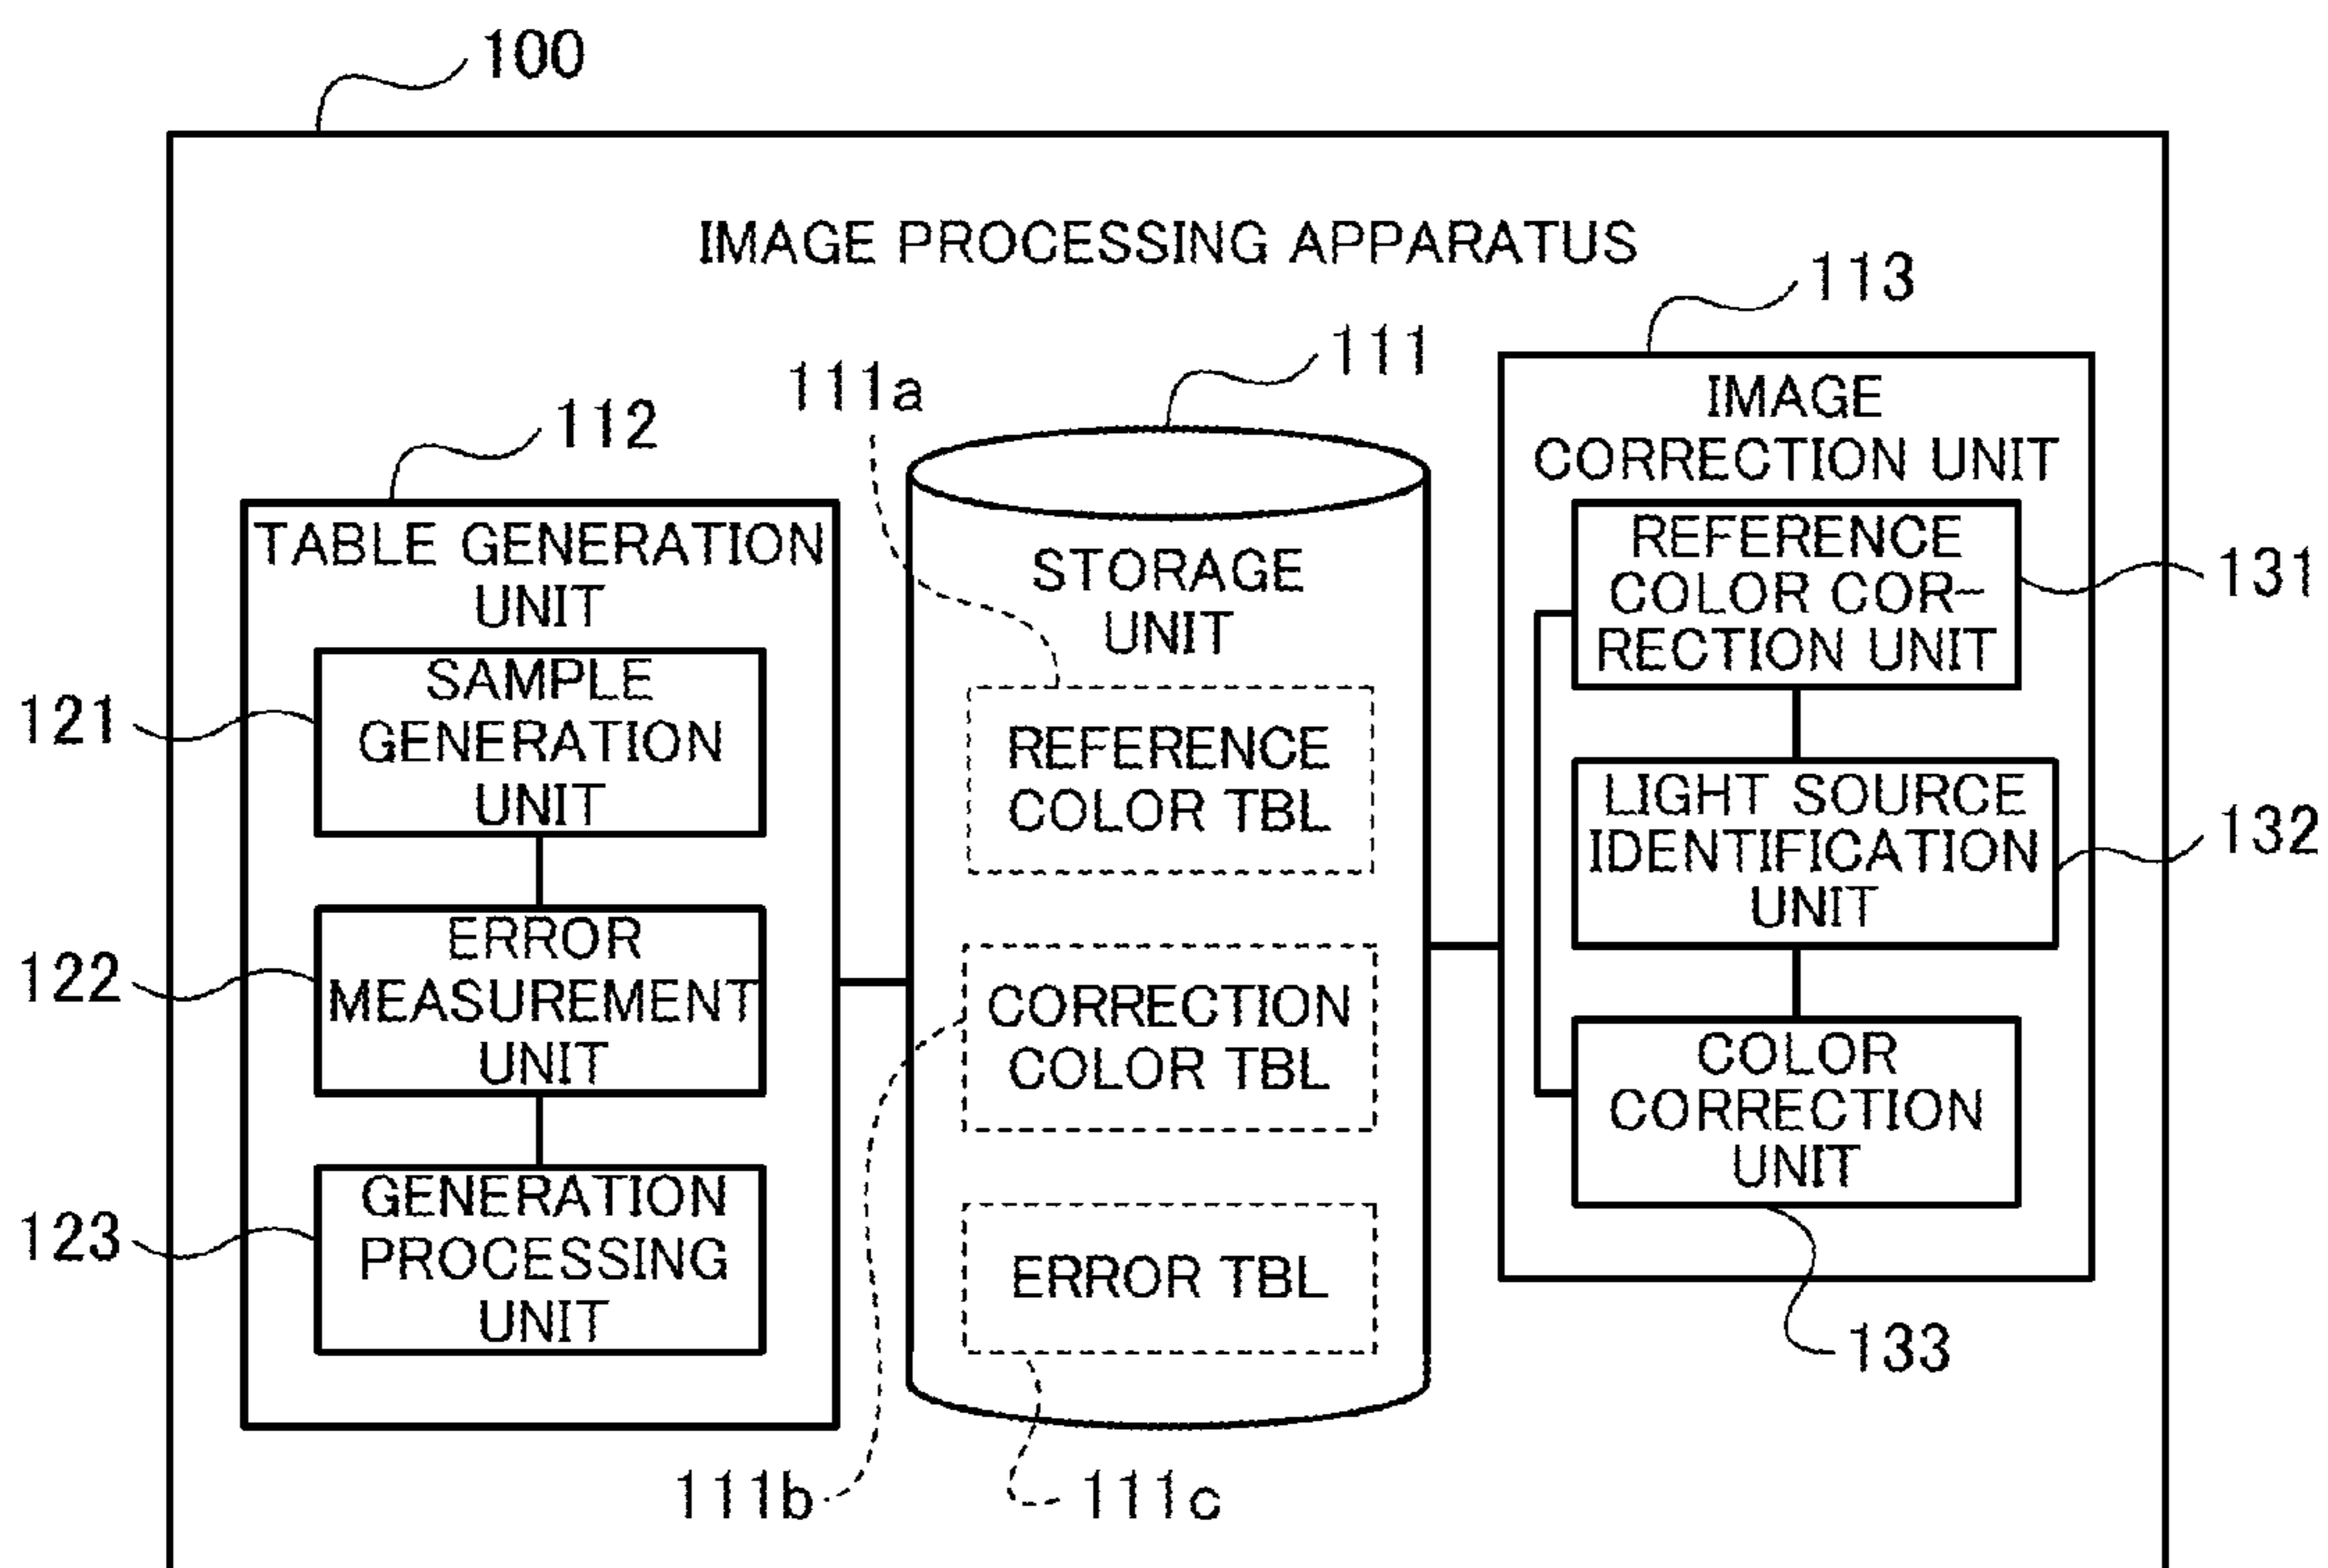 100
IMAGE PROCESSING APPARATUS
112
TABLE GENERATION
UNIT
121
SAMPLE
GENERATION
UNIT
122
ERROR
MEASUREMENT
UNIT
123
GENERATION
PROCESSING
UNIT
111
111a
STORAGE
UNIT
REFERENCE
COLOR TBL
CORRECTION
COLOR TBL
111b
ERROR TBL
111c
113
IMAGE
CORRECTION UNIT
REFERENCE
COLOR COR-
RECTION UNIT
131
LIGHT SOURCE
IDENTIFICATION
UNIT
132
COLOR
CORRECTION
UNIT
133